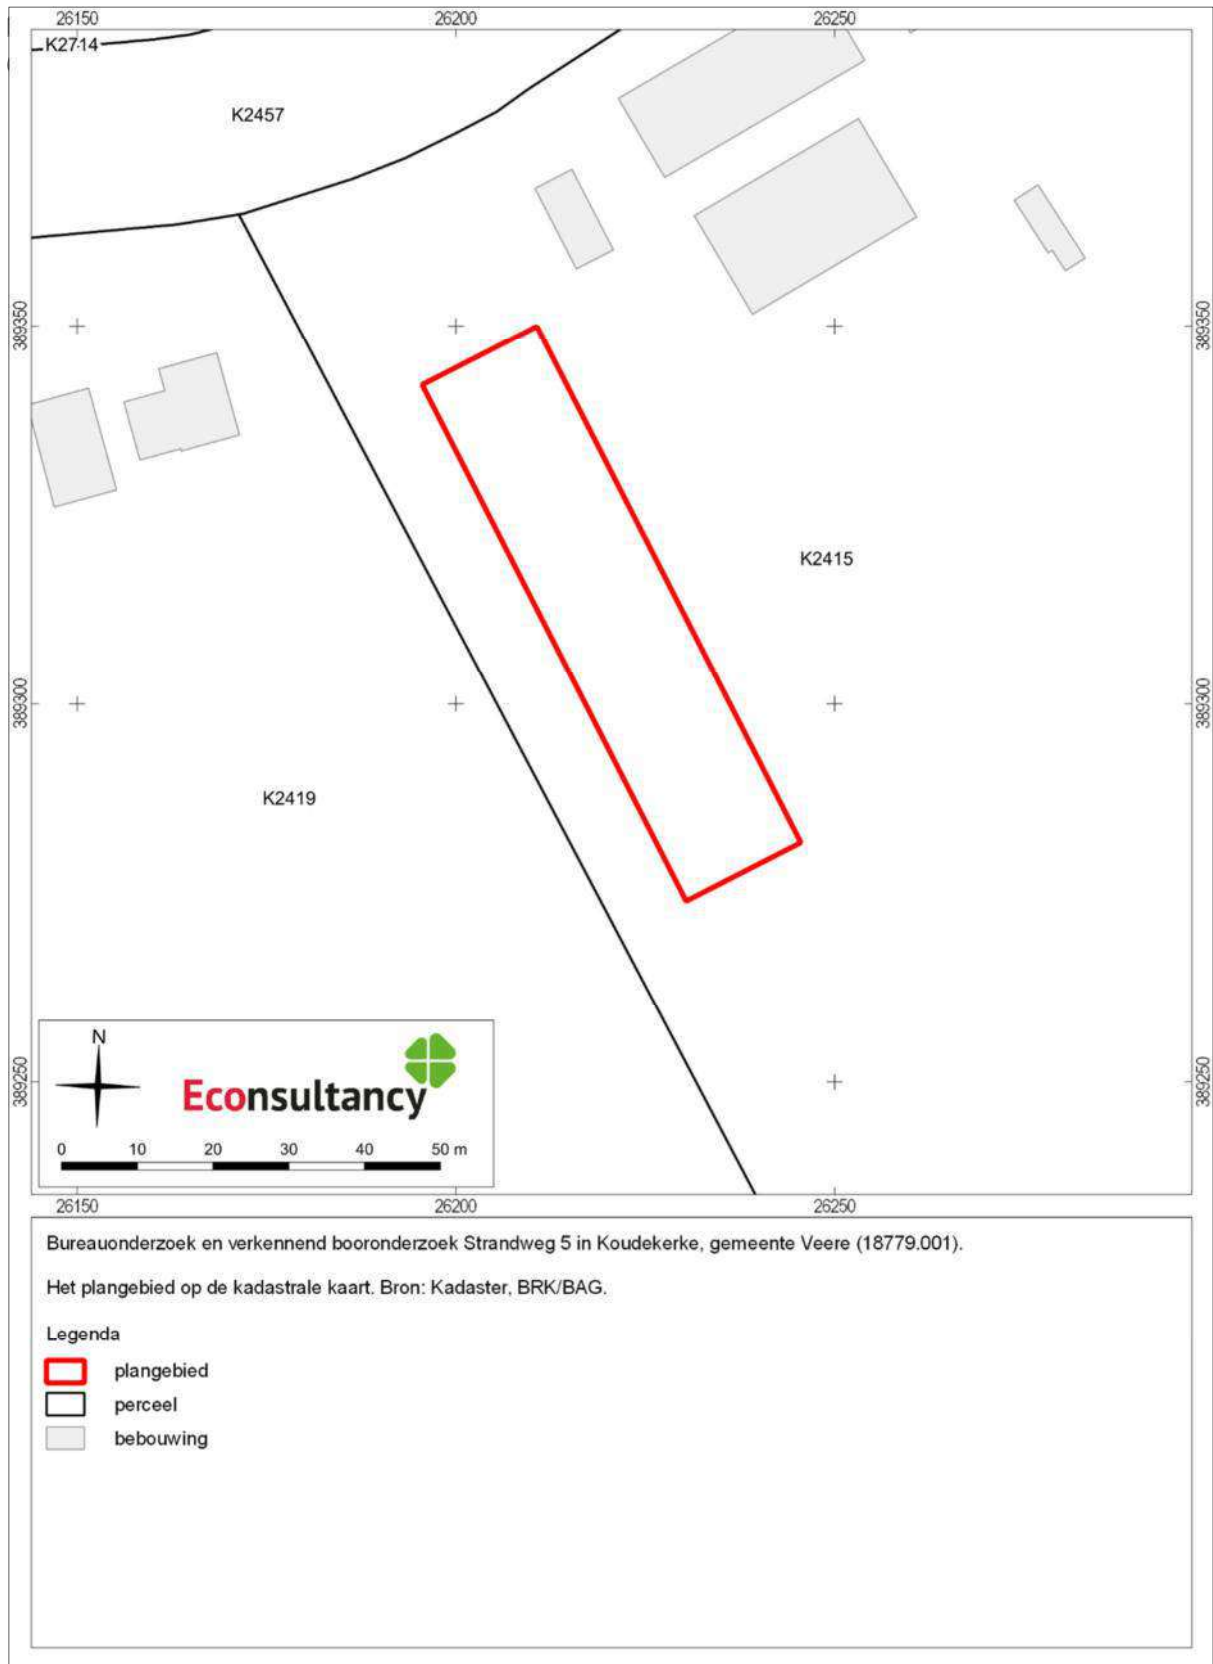 26150 26200 26250
K2714
K2457
389350 389350
K2415
389300 389300
K2419
N
Econsultancy
389250 389250
0 10 20 30 40 50 m
26150 26200 26250
Bureauonderzoek en verkennend booronderzoek Strandweg 5 in Koudekerke, gemeente Veere (18779.001).
Het plangebied op de kadastrale kaart. Bron: Kadaster, BRK/BAG.
Legenda
plangebied
perceel
bebouwing